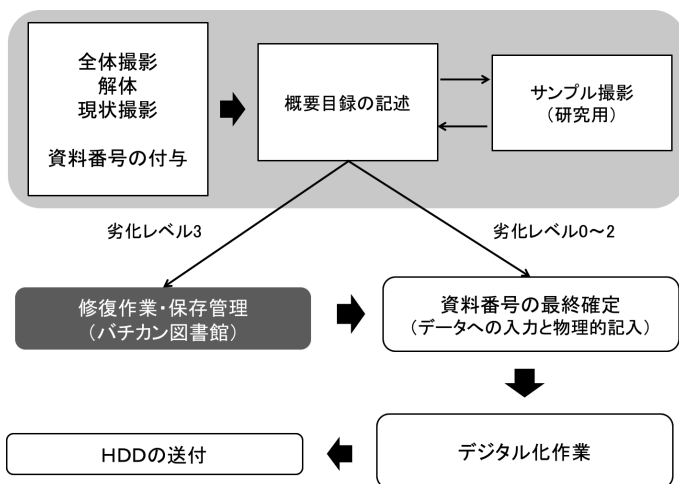 全体撮影
解体
現状撮影
資料番号の付与
概要目録の記述
サンプル撮影
（研究用）
劣化レベル3
劣化レベル0～2
修復作業・保存管理
（バチカン図書館）
資料番号の最終確定
（データへの入力と物理的記入）
デジタル化作業
HDDの送付